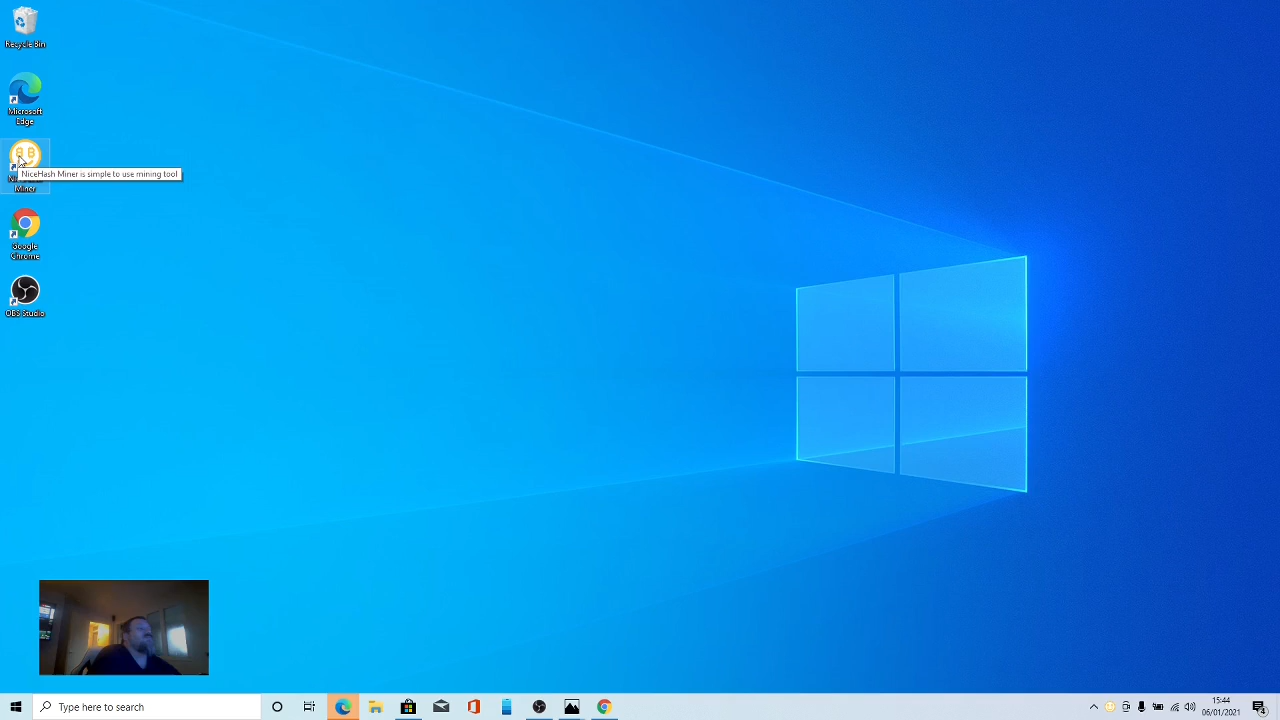 Recycle Bin
Microsoft
Edge
NiceHash Miner is simple to use mining tool
Miner
Google
Chrome
OBS Studio
Type here to search
15:44
06/01/2021
4